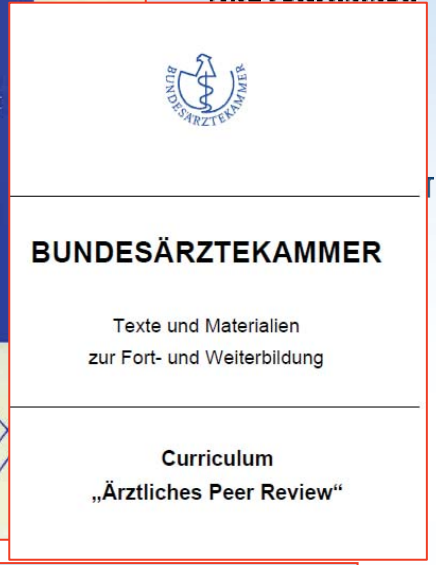 BUNDESÄRZTEKAMMER
BUNDESÄRZTEKAMMER
Texte und Materialien
zur Fort- und Weiterbildung
Curriculum
„Ärztliches Peer Review“